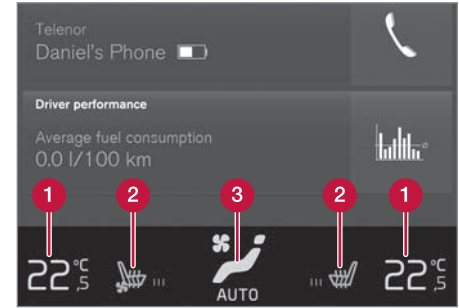 Telenor
Daniel's Phone
Driver performance
Average fuel consumption
0.0 l/100 km
1 2 3 2 1
22,5 °C 22,5 °C
AUTO